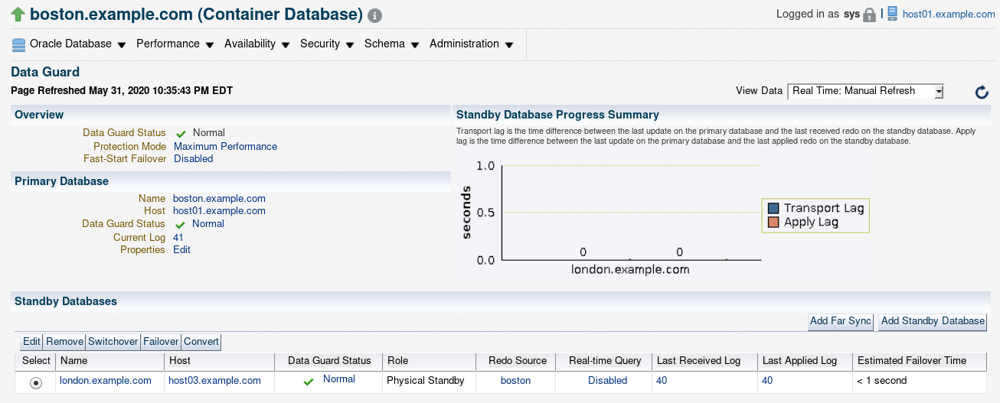 boston.example.com (Container Database)
Logged in as sys
host01.example.com
Oracle Database Performance Availability Security Schema Administration
Data Guard
Page Refreshed May 31, 2020 10:35:43 PM EDT
View Data Real Time: Manual Refresh
Overview
Data Guard Status Normal
Protection Mode Maximum Performance
Fast-Start Failover Disabled
Primary Database
Name boston.example.com
Host host01.example.com
Data Guard Status Normal
Current Log 41
Properties Edit
Standby Database Progress Summary
Transport lag is the time difference between the last update on the primary database and the last received redo on the standby database. Apply
lag is the time difference between the last update on the primary database and the last applied redo on the standby database.
1.0
0.5
0.0
seconds
0 0
london.example.com
Transport Lag
Apply Lag
Standby Databases
Add Far Sync Add Standby Database
Edit Remove Switchover Failover Convert
Select Name Host Data Guard Status Role Redo Source Real-time Query Last Received Log Last Applied Log Estimated Failover Time
london.example.com host03.example.com Normal Physical Standby boston Disabled 40 40 < 1 second